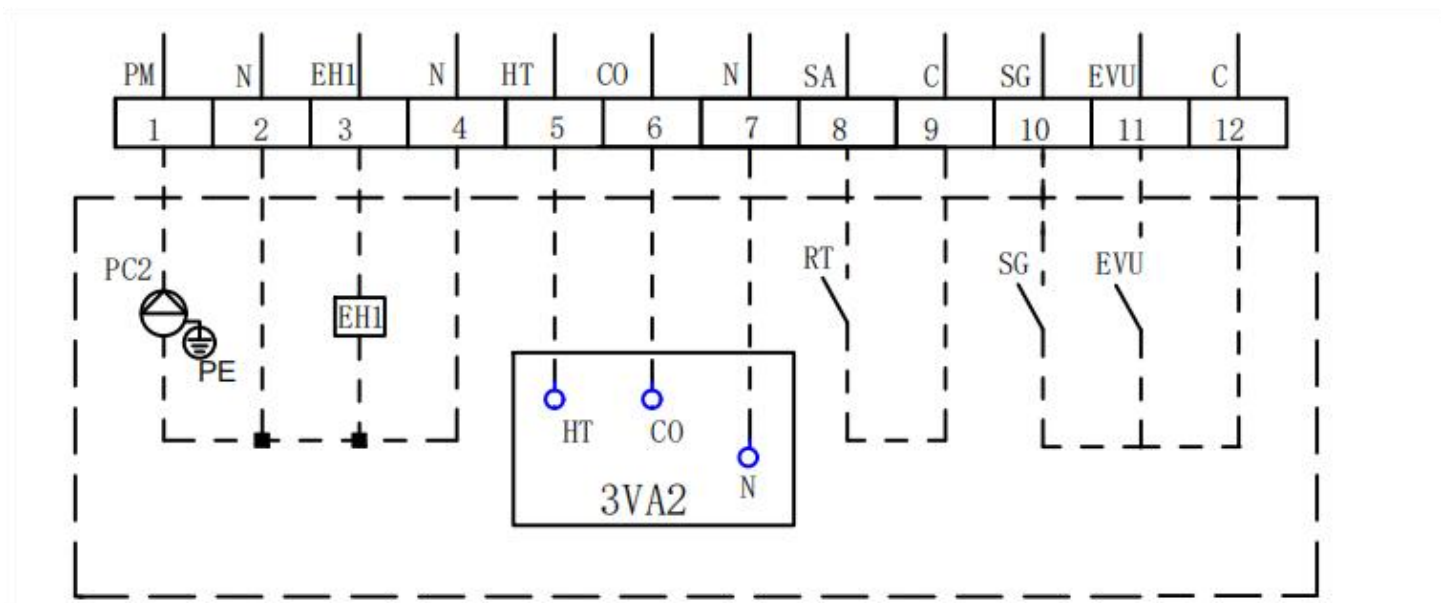 PM N EH1 N HT CO N SA C SG EVU C
1 2 3 4 5 6 7 8 9 10 11 12
PC2 RT SG EVU
EH1
PE
HT CO
N
3VA2